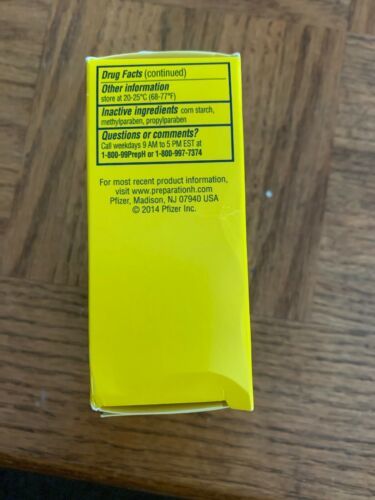 Drug Facts (continued)
Other information
store at 20-25°C (68-77°F)
Inactive ingredients corn starch,
methylparaben, propylparaben
Questions or comments?
Call weekdays 9 AM to 5 PM EST at
1-800-99PrepH or 1-800-997-7374
For most recent product information,
visit www.preparationh.com
Pfizer, Madison, NJ 07940 USA
© 2014 Pfizer Inc.